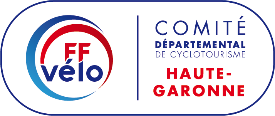 FF
vélo
COMITÉ
DÉPARTEMENTAL
DE CYCLOTOURISME
HAUTE-
GARONNE